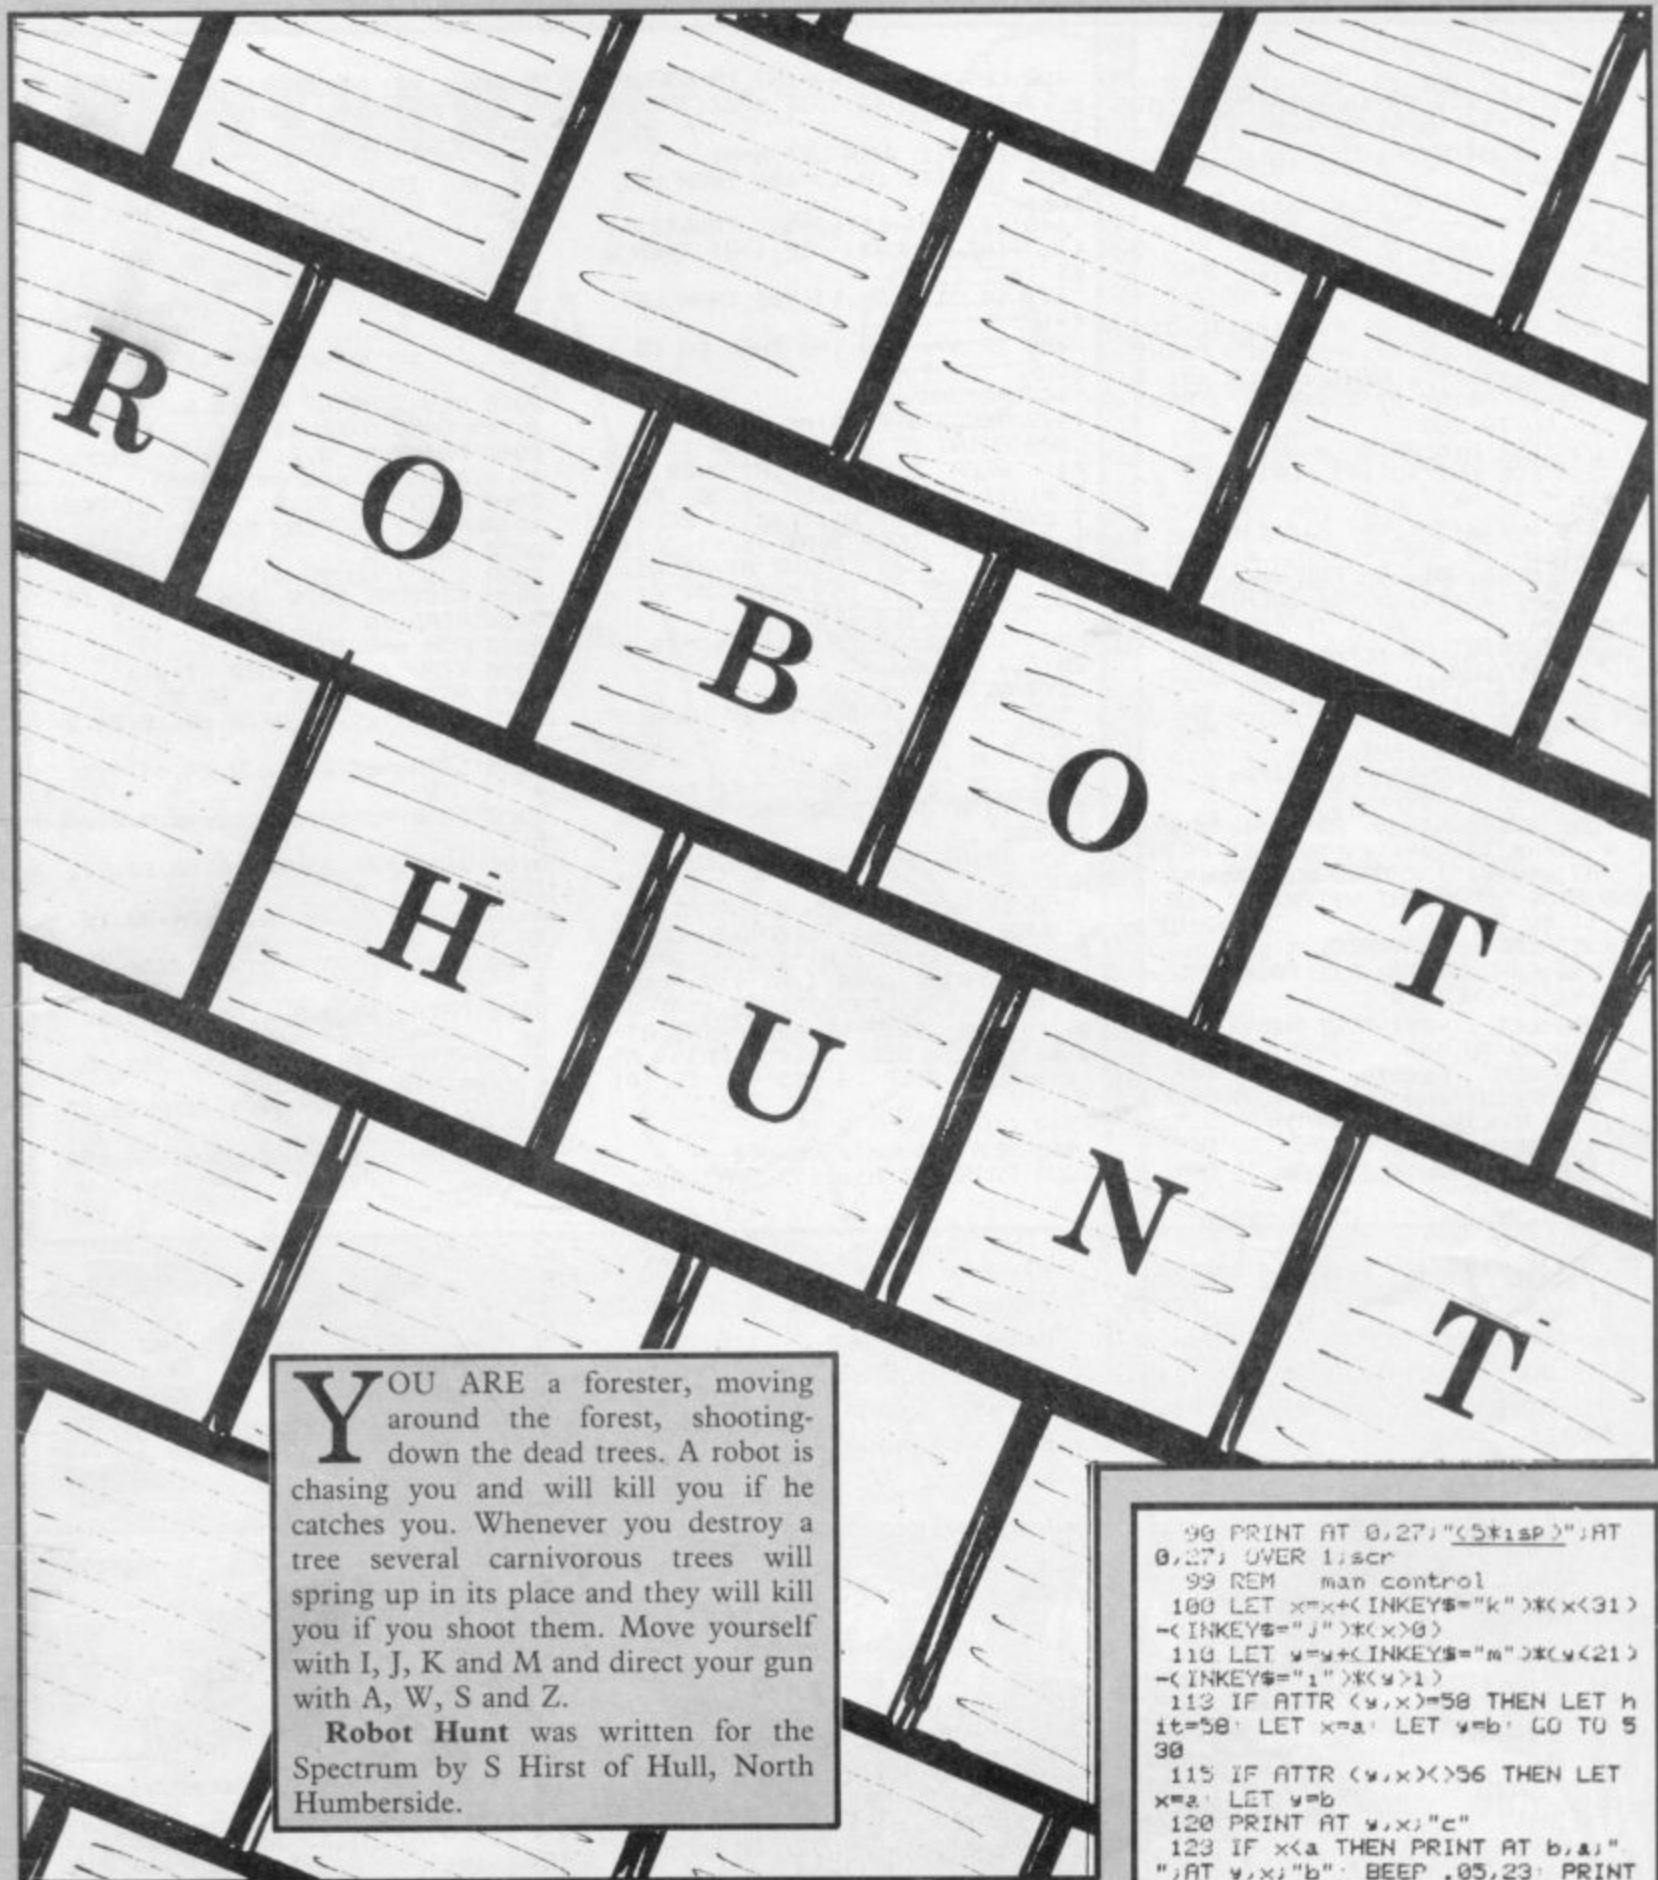 ROBOT
HUNT
YOU ARE a forester, moving
around the forest, shooting-
down the dead trees. A robot is
chasing you and will kill you if he
catches you. Whenever you destroy a
tree several carnivorous trees will
spring up in its place and they will kill
you if you shoot them. Move yourself
with I, J, K and M and direct your gun
with A, W, S and Z.
Robot Hunt was written for the
Spectrum by S Hirst of Hull, North
Humberside.
90 PRINT AT 0,27;"(5*isp)";AT
0,27; OVER 1;scr
99 REM man control
100 LET x=x+(INKEY$="k")*(x<31)
-(INKEY$="j")*(x>0)
110 LET y=y+(INKEY$="m")*(y<21)
-(INKEY$="i")*(y>1)
113 IF ATTR (y,x)=58 THEN LET h
it=58: LET x=a: LET y=b: GO TO 5
30
115 IF ATTR (y,x)<>56 THEN LET
x=a: LET y=b
120 PRINT AT y,x;"c"
123 IF x<a THEN PRINT AT b,a;"
";AT y,x;"b": BEEP .05,23: PRINT